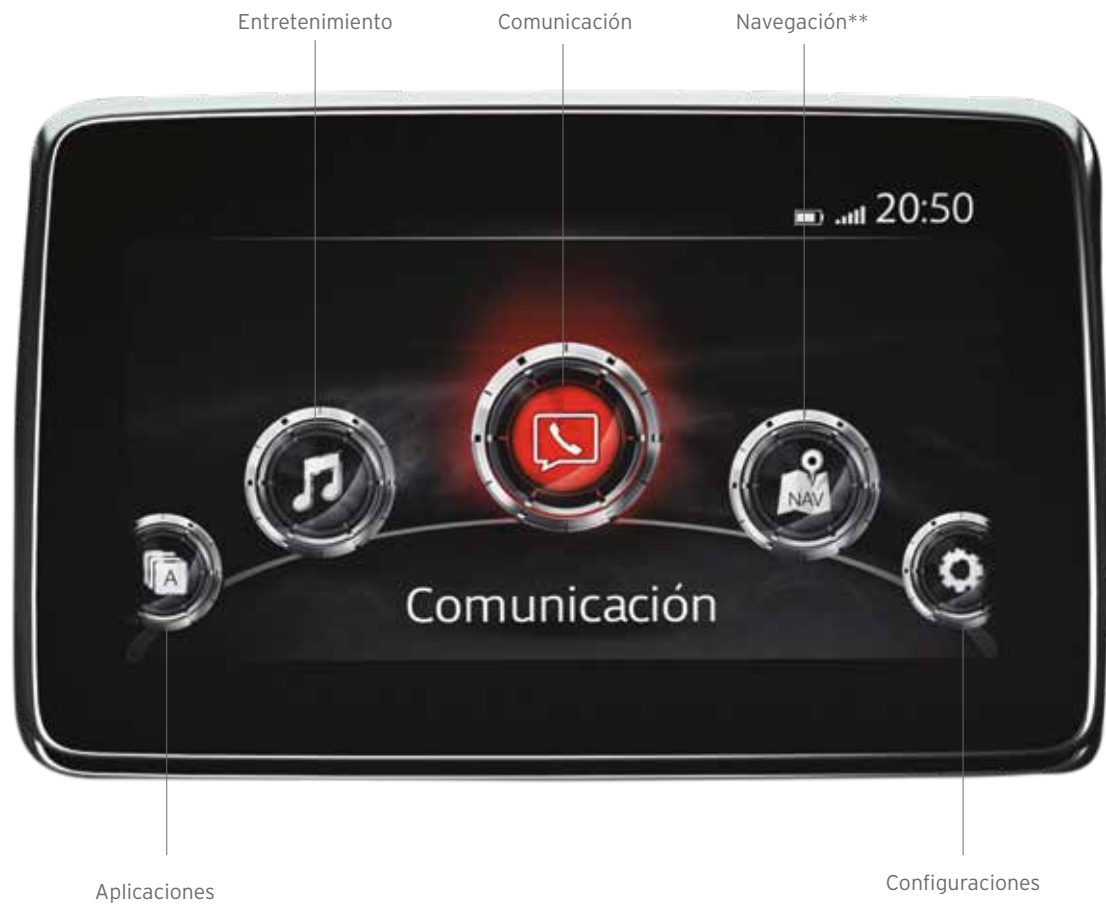 Entretenimiento
Comunicación
Navegación**
20:50
NAV
A
Comunicación
Aplicaciones
Configuraciones